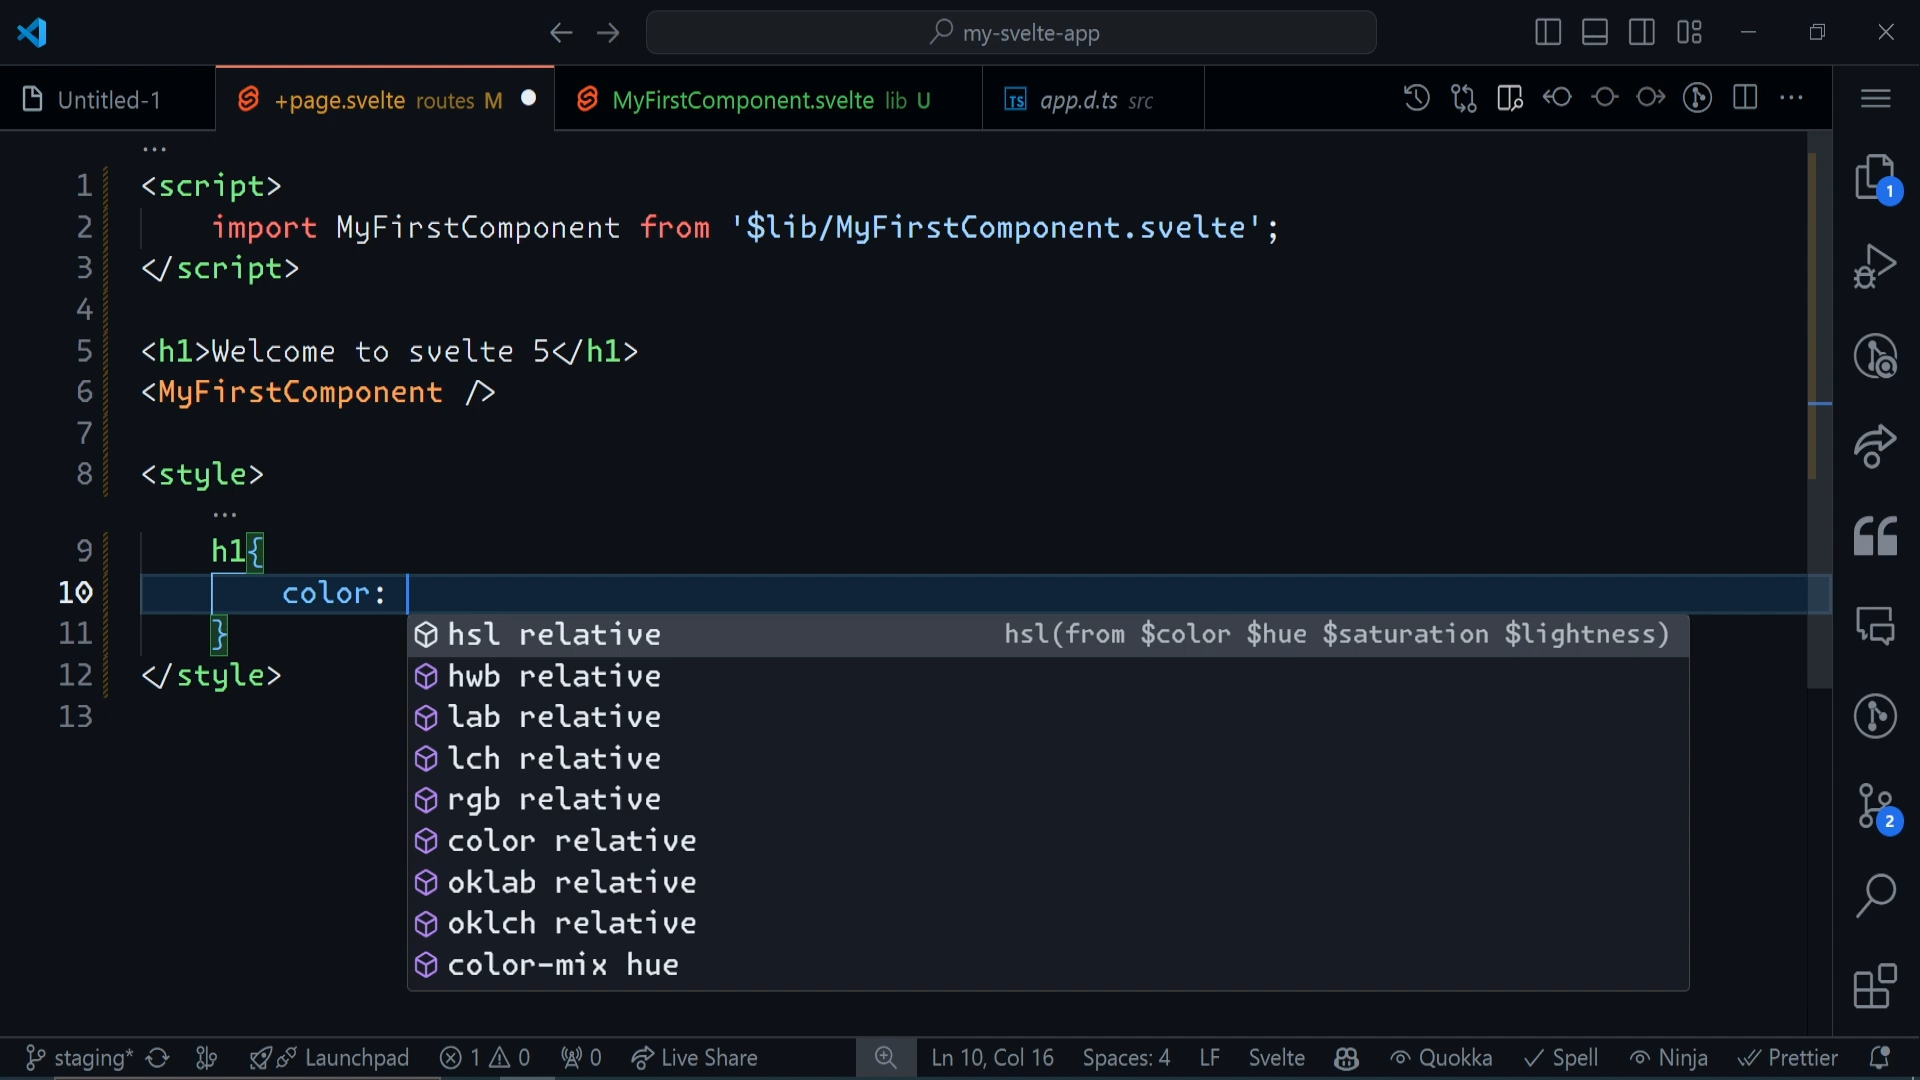 my-svelte-app
Untitled-1
+page.svelte routes M
MyFirstComponent.svelte lib U
TS app.d.ts src
...
1 <script>
2 import MyFirstComponent from '$lib/MyFirstComponent.svelte';
3 </script>
4
5 <h1>Welcome to svelte 5</h1>
6 <MyFirstComponent />
7
8 <style>
...
9 h1{
10 color:
11 }
12 </style>
13
hsl relative hsl(from $color $hue $saturation $lightness)
hwb relative
lab relative
lch relative
rgb relative
color relative
oklab relative
oklch relative
color-mix hue
1
2
staging* Launchpad 1 0 0 Live Share Ln 10, Col 16 Spaces: 4 LF Svelte Quokka Spell Ninja Prettier